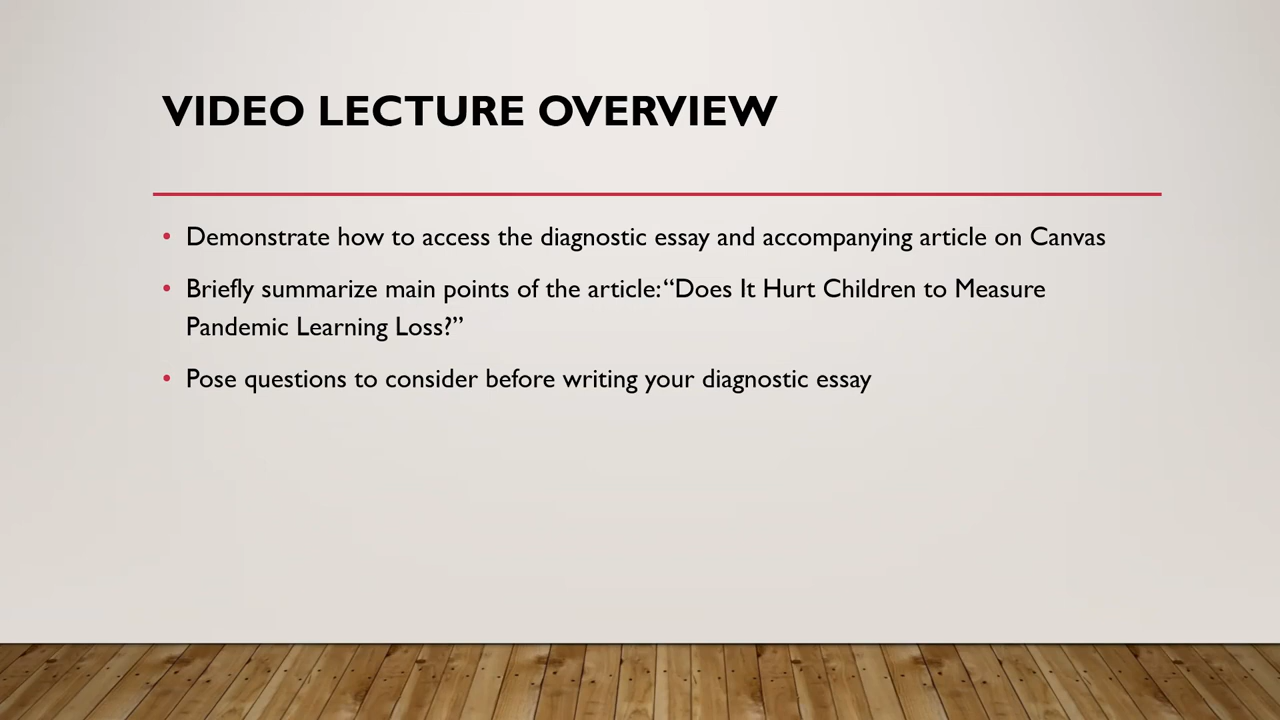 VIDEO LECTURE OVERVIEW
• Demonstrate how to access the diagnostic essay and accompanying article on Canvas
• Briefly summarize main points of the article: “Does It Hurt Children to Measure
Pandemic Learning Loss?”
• Pose questions to consider before writing your diagnostic essay